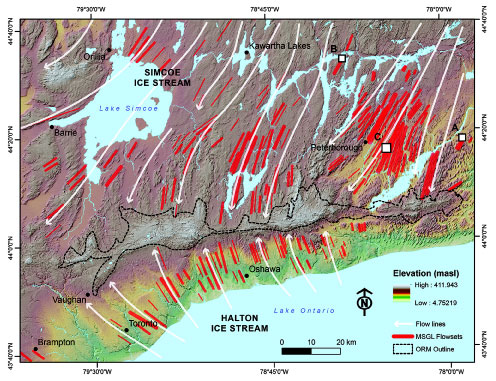 79°30'0"W 78°45'0"W 78°0'0"W
44°40'0"N
44°40'0"N
Orillia
Kawartha Lakes
B
SIMCOE
ICE STREAM
Lake Simcoe
Barrie
A
44°20'0"N
44°20'0"N
Peterborough
C
44°0'0"N
44°0'0"N
Oshawa
Elevation (masl)
High : 411.943
Low : 4.75219
Vaughan
Lake Ontario
N
Flow lines
Toronto
HALTON
ICE STREAM
MSGL Flowsets
Brampton
ORM Outline
0 10 20 km
43°40'0"N
43°40'0"N
79°30'0"W 78°45'0"W 78°0'0"W